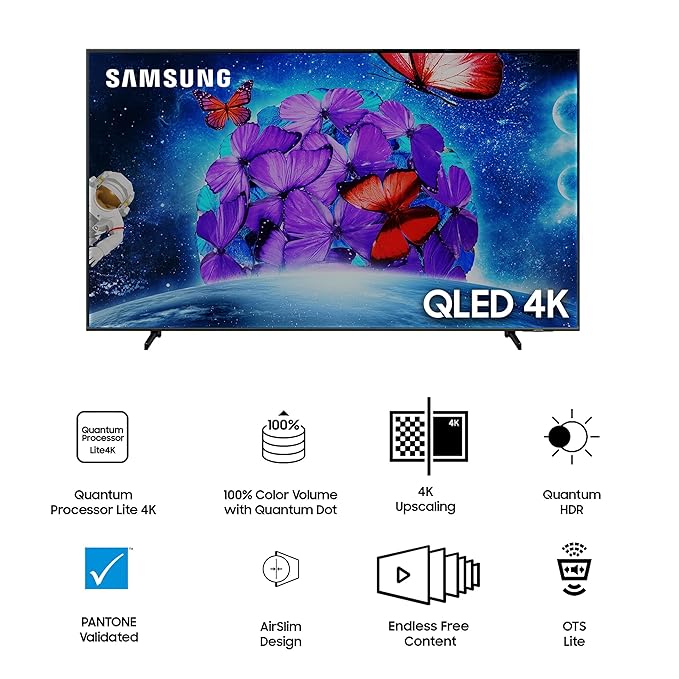 SAMSUNG
QLED 4K
Quantum
Processor
Lite4K
100%
4K
Quantum
Processor Lite 4K
100% Color Volume
with Quantum Dot
4K
Upscaling
Quantum
HDR
PANTONE
Validated
AirSlim
Design
Endless Free
Content
OTS
Lite